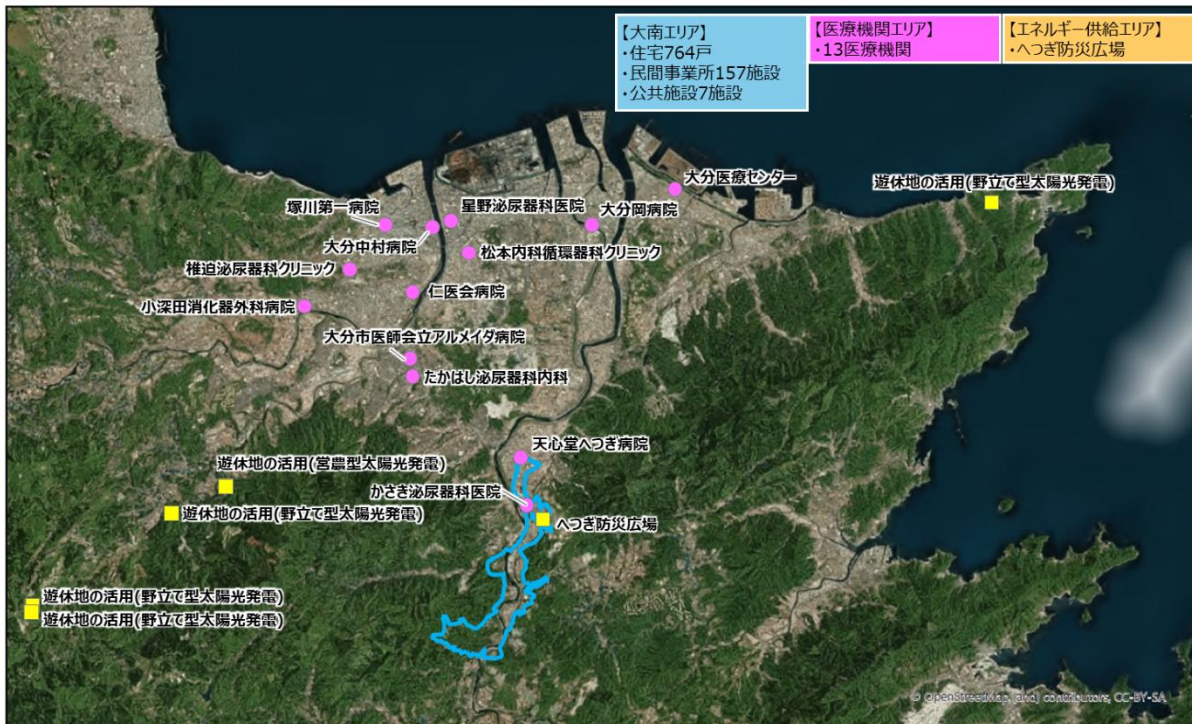 【大南エリア】
・住宅764戸
・民間事業所157施設
・公共施設7施設
【医療機関エリア】
・13医療機関
【エネルギー供給エリア】
・へつぎ防災広場
大分医療センター
遊休地の活用(野立て型太陽光発電)
塚川第一病院
星野泌尿器科医院
大分岡病院
大分中村病院
松本内科循環器科クリニック
椎迫泌尿器科クリニック
仁医会病院
小深田消化器外科病院
大分市医師会立アルメイダ病院
たかはし泌尿器科内科
天心堂へつぎ病院
遊休地の活用(営農型太陽光発電)
かさき泌尿器科医院
遊休地の活用(野立て型太陽光発電)
へつぎ防災広場
遊休地の活用(野立て型太陽光発電)
遊休地の活用(野立て型太陽光発電)
© OpenStreetMap (and) contributors, CC-BY-SA